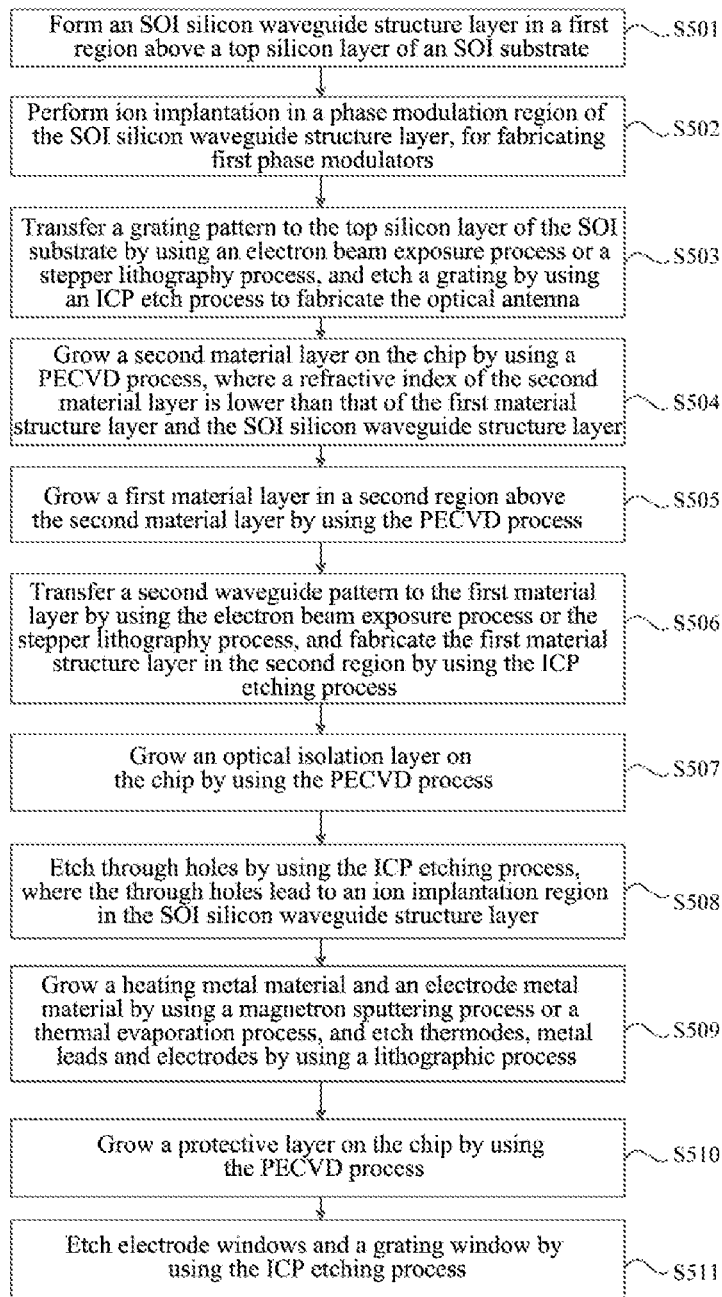 Form an SOI silicon waveguide structure layer in a first
region above a top silicon layer of an SOI substrate
S501
Perform ion implantation in a phase modulation region of
the SOI silicon waveguide structure layer, for fabricating
first phase modulators
S502
Transfer a grating pattern to the top silicon layer of the SOI
substrate by using an electron beam exposure process or a
stepper lithography process, and etch a grating by using
an ICP etch process to fabricate the optical antenna
S503
Grow a second material layer on the chip by using a
PECVD process, where a refractive index of the second
material layer is lower than that of the first material
structure layer and the SOI silicon waveguide structure layer
S504
Grow a first material layer in a second region above
the second material layer by using the PECVD process
S505
Transfer a second waveguide pattern to the first material
layer by using the electron beam exposure process or the
stepper lithography process, and fabricate the first material
structure layer in the second region by using the ICP
etching process
S506
Grow an optical isolation layer on
the chip by using the PECVD process
S507
Etch through holes by using the ICP etching process,
where the through holes lead to an ion implantation region
in the SOI silicon waveguide structure layer
S508
Grow a heating metal material and an electrode metal
material by using a magnetron sputtering process or a
thermal evaporation process, and etch thermodes, metal
leads and electrodes by using a lithographic process
S509
Grow a protective layer on the chip by using
the PECVD process
S510
Etch electrode windows and a grating window by
using the ICP etching process
S511